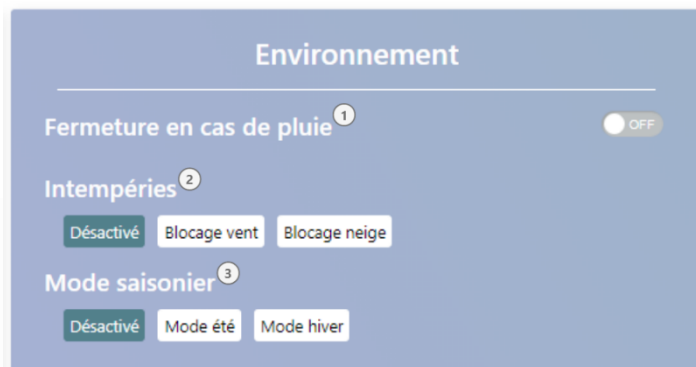 Environnement
Fermeture en cas de pluie 1 OFF
Intempéries 2
Désactivé Blocage vent Blocage neige
Mode saisonier 3
Désactivé Mode été Mode hiver